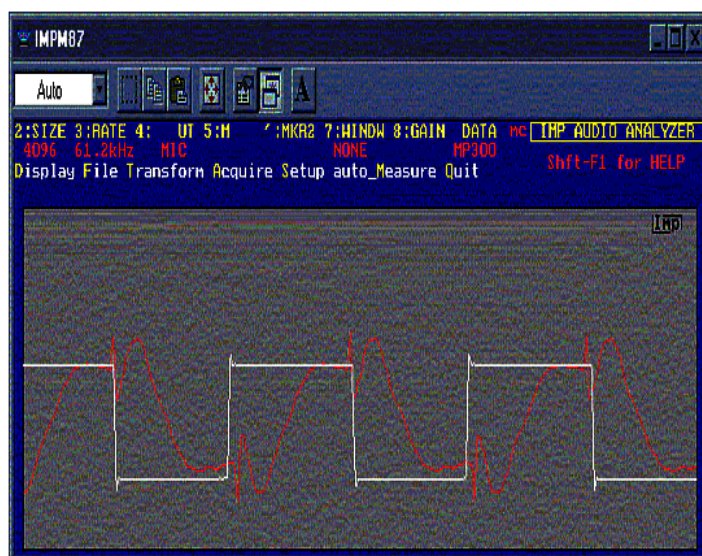 IMPM87
Auto
A
2:SIZE 3:RATE 4: UT 5:M ':MKR2 7:WINDW 8:GAIN DATA MC IMP AUDIO ANALYZER
4096 61.2kHz MIC NONE MP300 Shft-F1 for HELP
Display File Transform Acquire Setup auto_Measure Quit
Imp